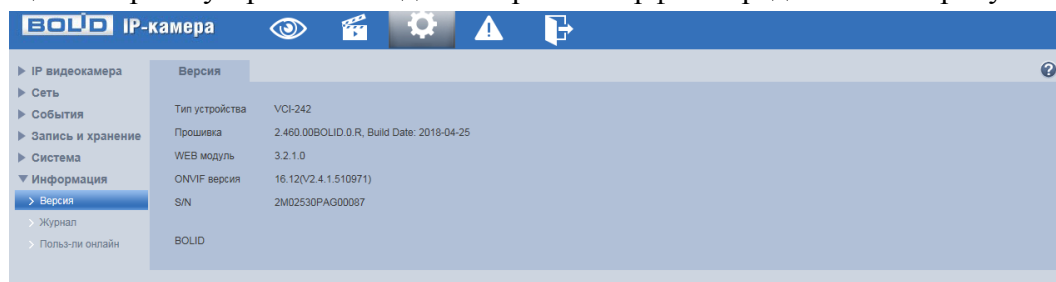 BOLID IP-камера
IP видеокамера
Сеть
События
Запись и хранение
Система
Информация
Версия
Журнал
Польз-ли онлайн
Версия
Тип устройства VCI-242
Прошивка 2.460.00BOLID.0.R, Build Date: 2018-04-25
WEB модуль 3.2.1.0
ONVIF версия 16.12(V2.4.1.510971)
S/N 2M02530PAG00087
BOLID